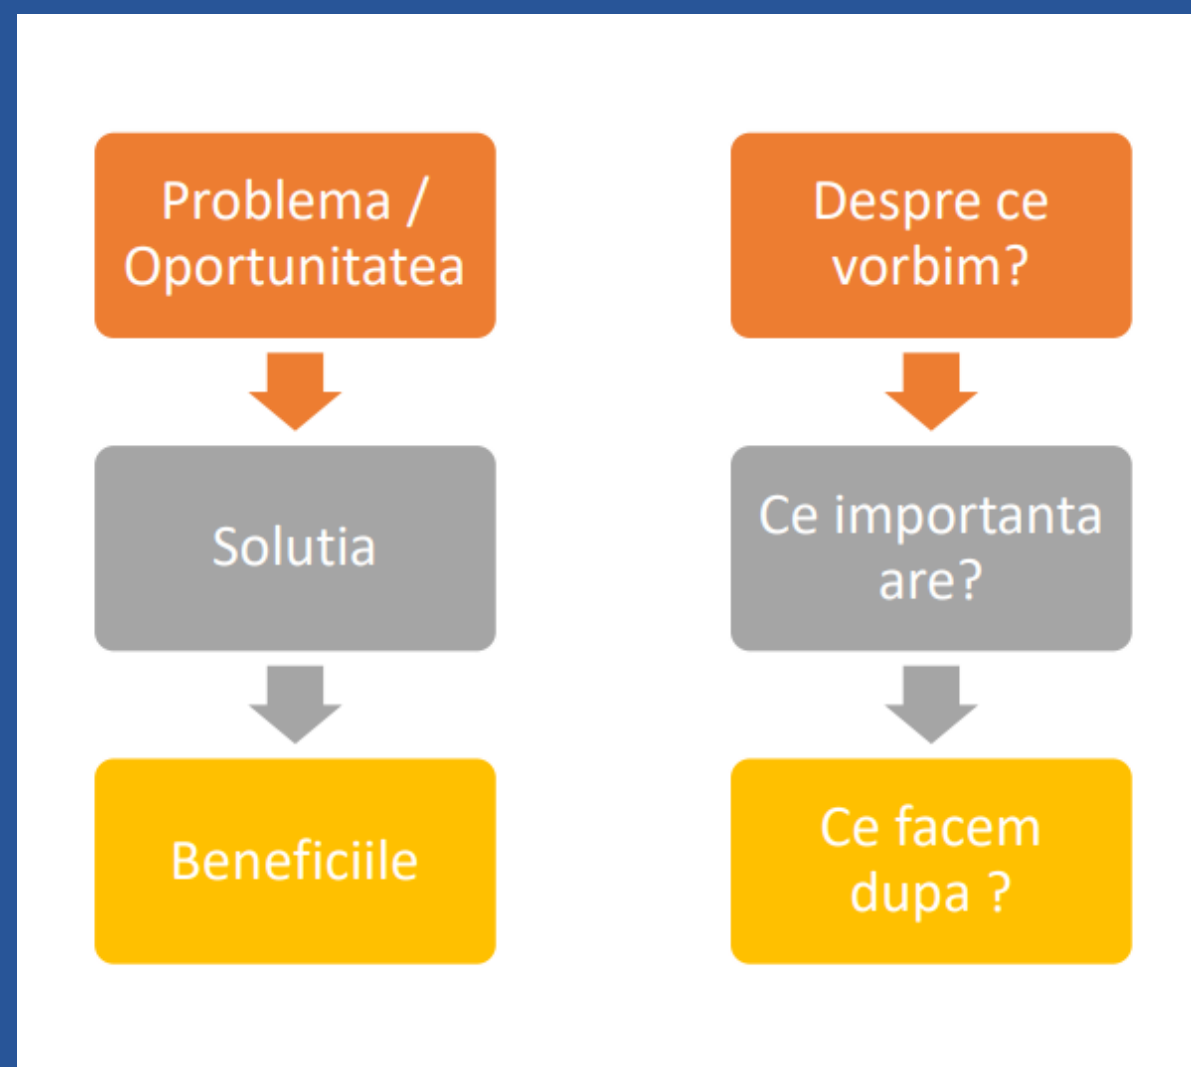 Problema /
Oportunitatea
Solutia
Beneficiile
Despre ce
vorbim?
Ce importanta
are?
Ce facem
dupa ?